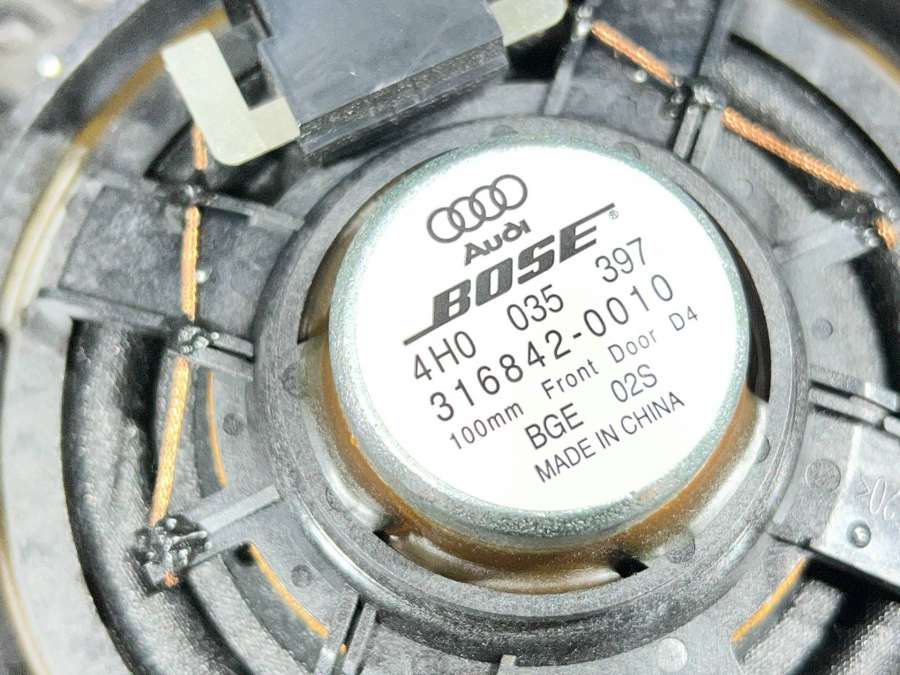 Audi
BOSE®
4H0 035 397
316842-0010
100mm Front Door D4
BGE 02S
MADE IN CHINA